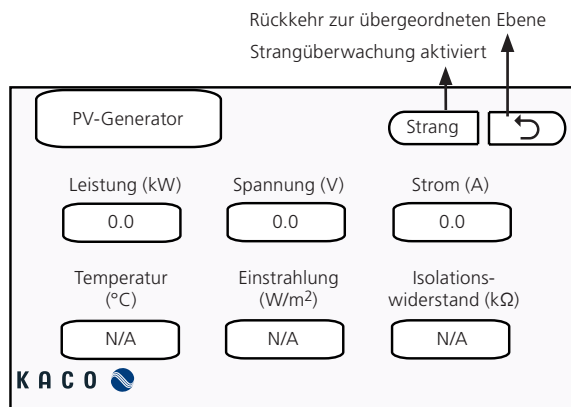 Rückkehr zur übergeordneten Ebene
Strangüberwachung aktiviert
PV-Generator
Strang
Leistung (kW)
Spannung (V)
Strom (A)
0.0
0.0
0.0
Temperatur
(°C)
Einstrahlung
(W/m²)
Isolations-
widerstand (kΩ)
N/A
N/A
N/A
KACO